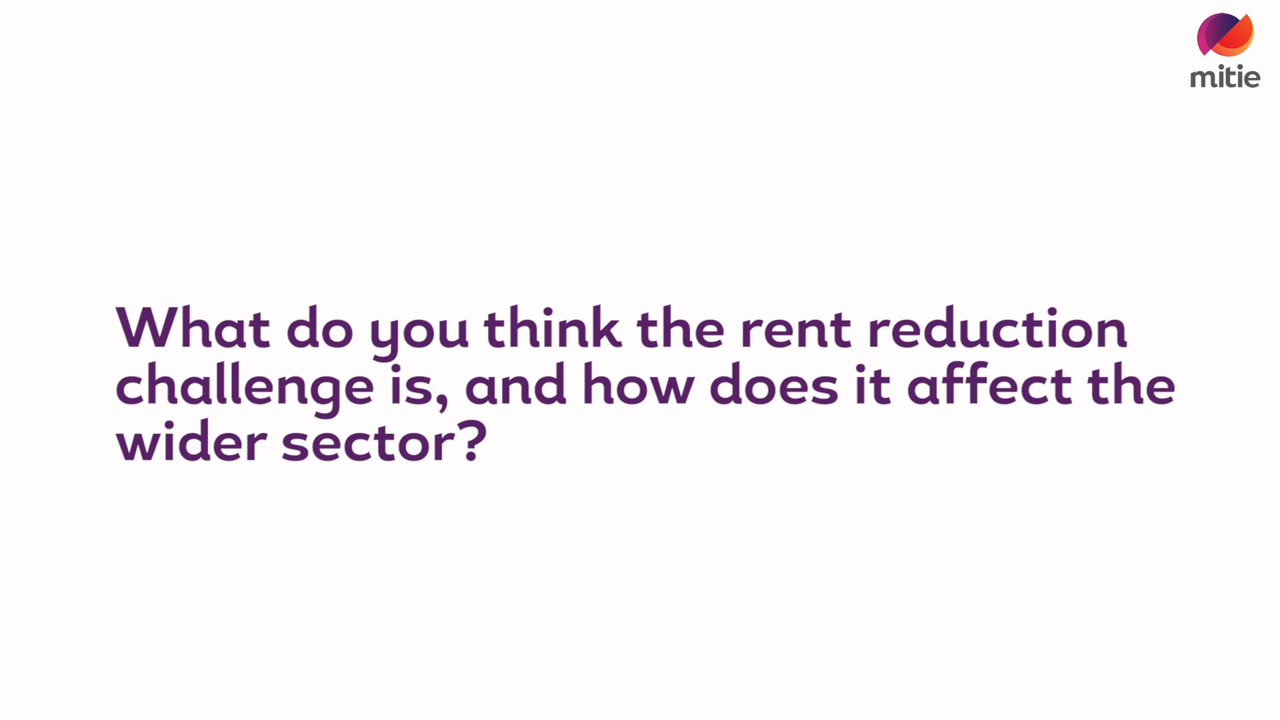 mitie
What do you think the rent reduction
challenge is, and how does it affect the
wider sector?